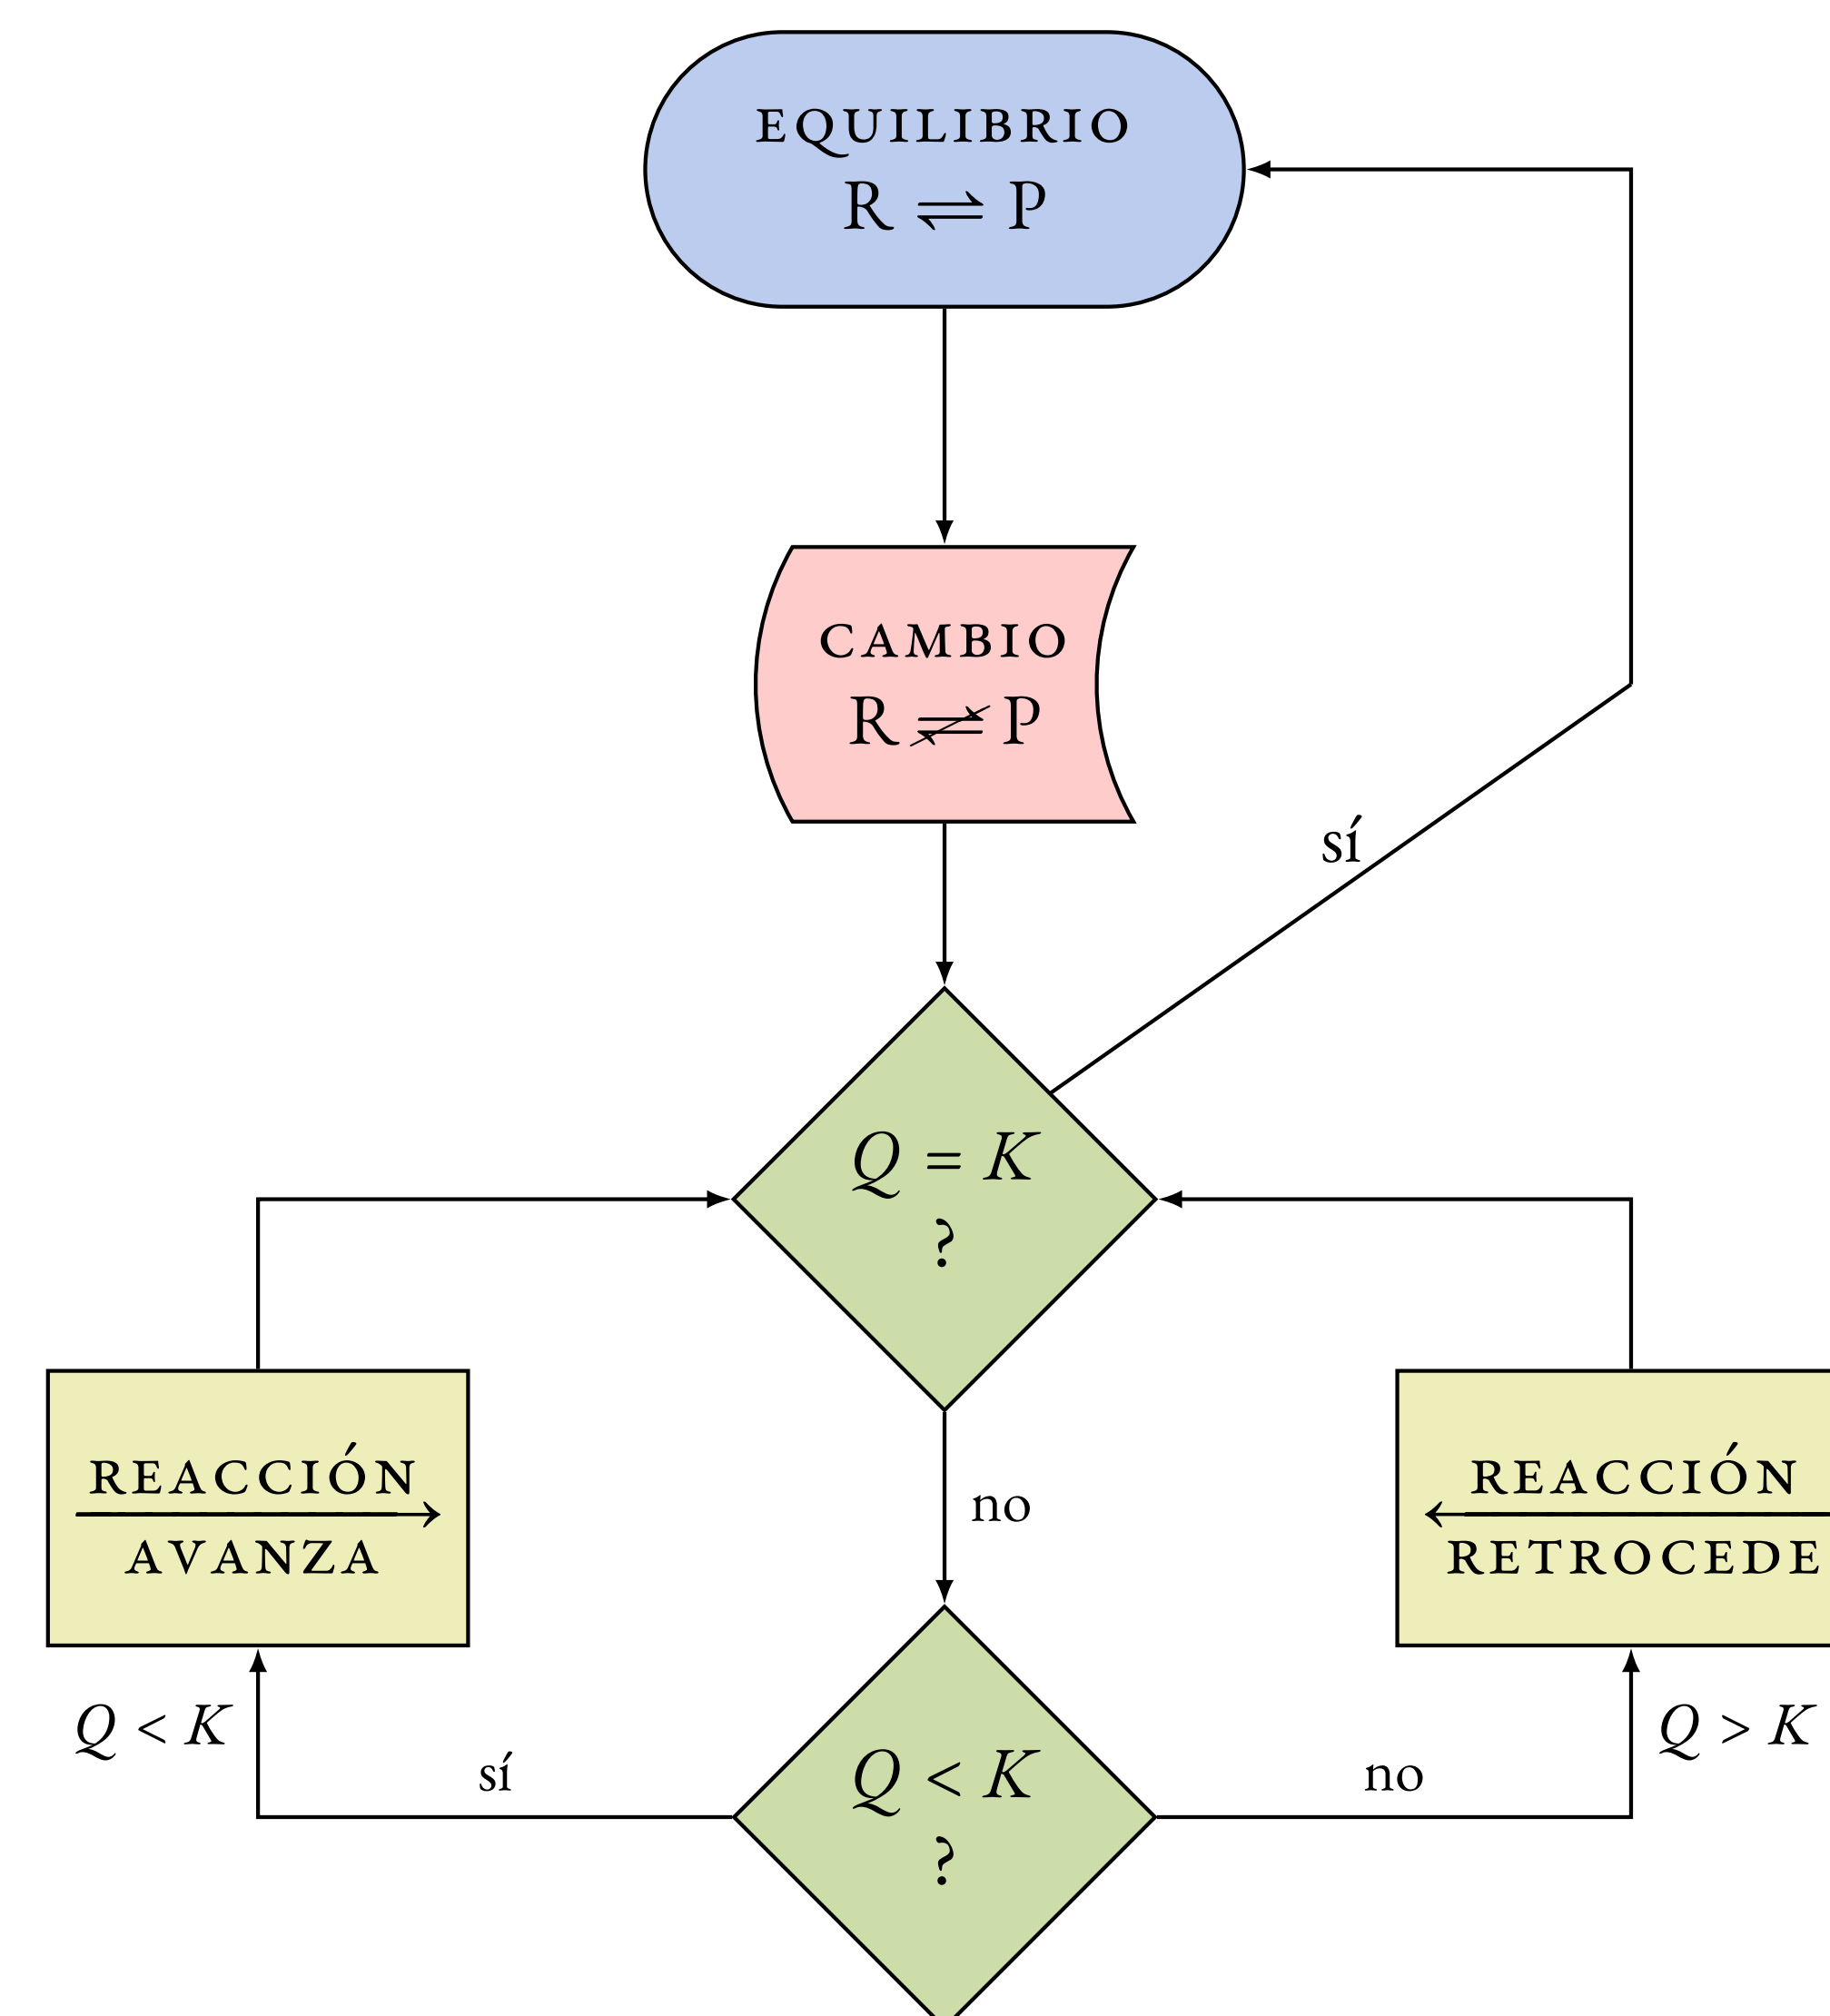 EQUILIBRIO
R ⇌ P
CAMBIO
R ⇌̸ P
sí
Q = K
?
REACCIÓN
AVANZA
no
REACCIÓN
RETROCEDE
Q < K
Q > K
sí
Q < K
no
?